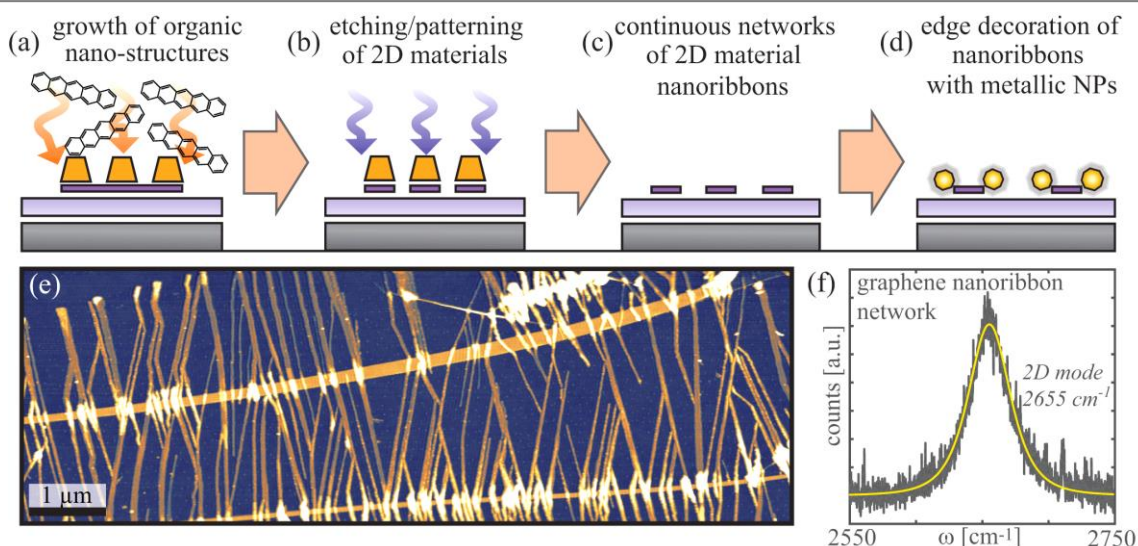 (a)
growth of organic
nano-structures
(b)
etching/patterning
of 2D materials
(c)
continuous networks
of 2D material
nanoribbons
(d)
edge decoration of
nanoribbons
with metallic NPs
(e)
1 µm
(f)
graphene nanoribbon
network
2D mode
2655 cm⁻¹
counts [a.u.]
2550
ω [cm⁻¹]
2750